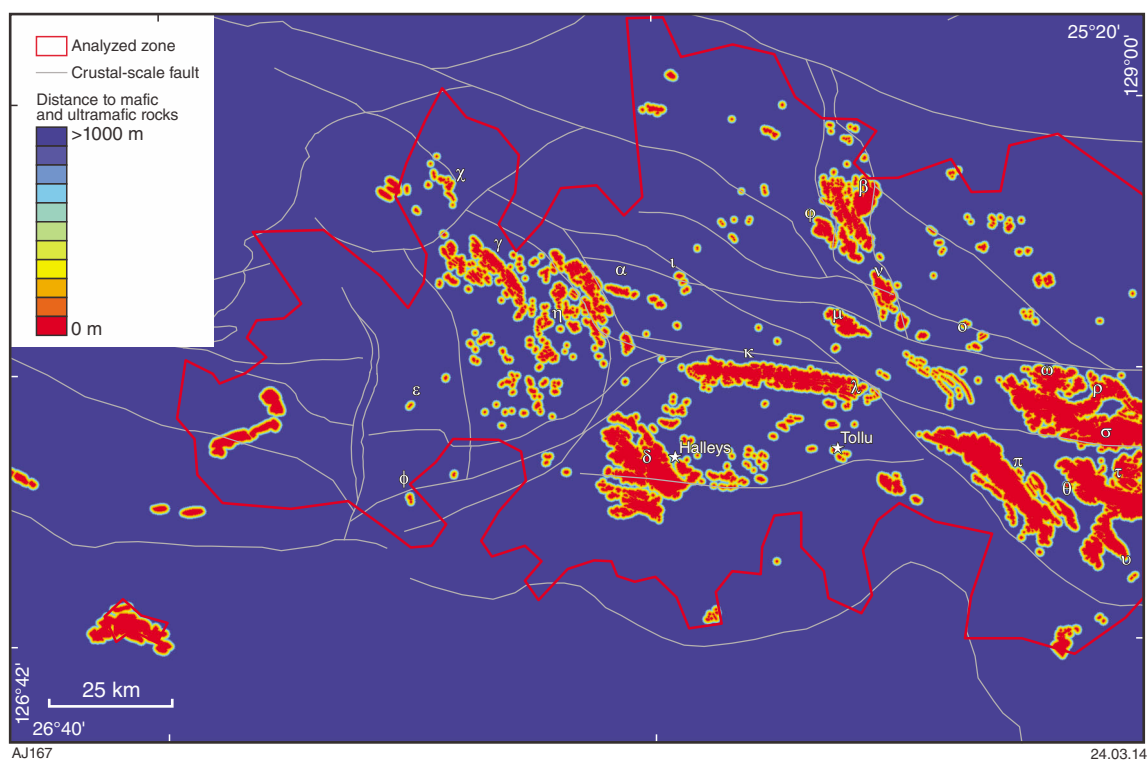 Analyzed zone
Crustal-scale fault
Distance to mafic
and ultramafic rocks
>1000 m
0 m
25°20'
129°00'
χ
β
φ
γ
α
ι
ν
η
μ
ο
κ
ω
ε
λ
ρ
σ
Tollu
Halleys
δ
π
τ
ϕ
θ
υ
126°42'
25 km
26°40'
AJ167
24.03.14